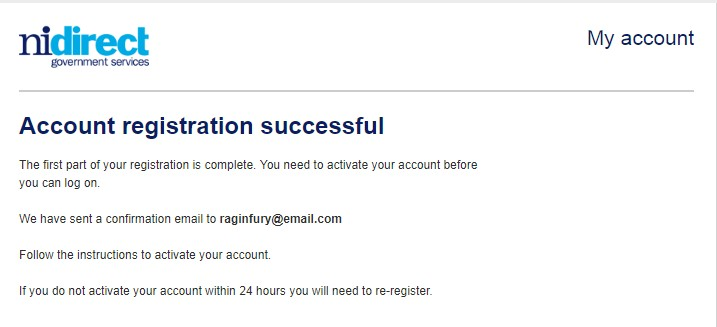 nidirect
government services
My account
Account registration successful
The first part of your registration is complete. You need to activate your account before
you can log on.
We have sent a confirmation email to raginfury@email.com
Follow the instructions to activate your account.
If you do not activate your account within 24 hours you will need to re-register.